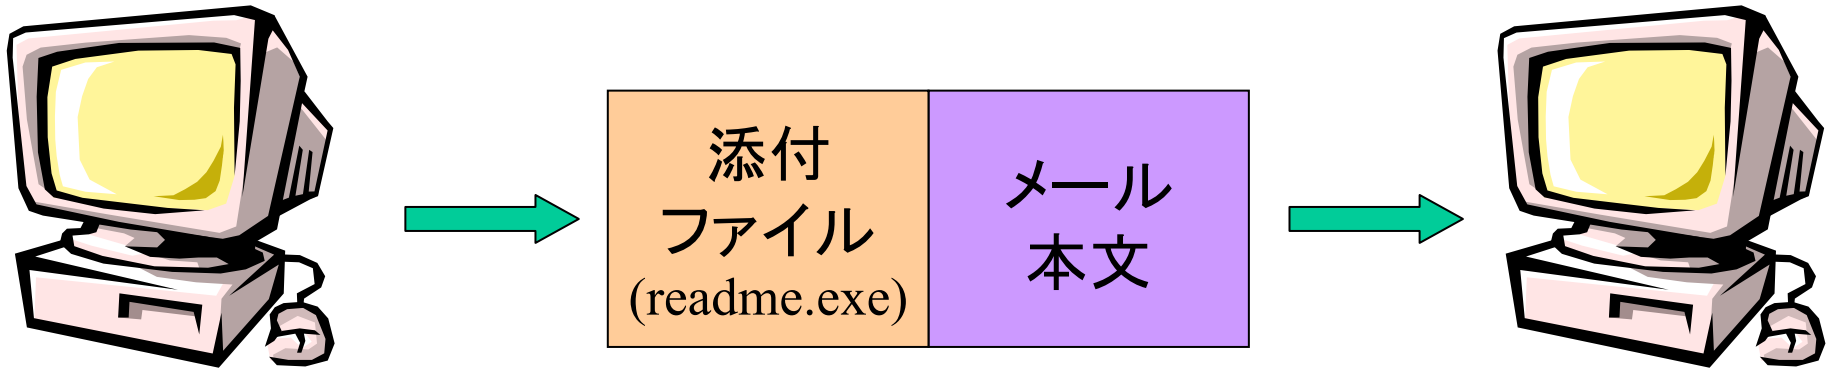 添付
ファイル
(readme.exe)
メール
本文